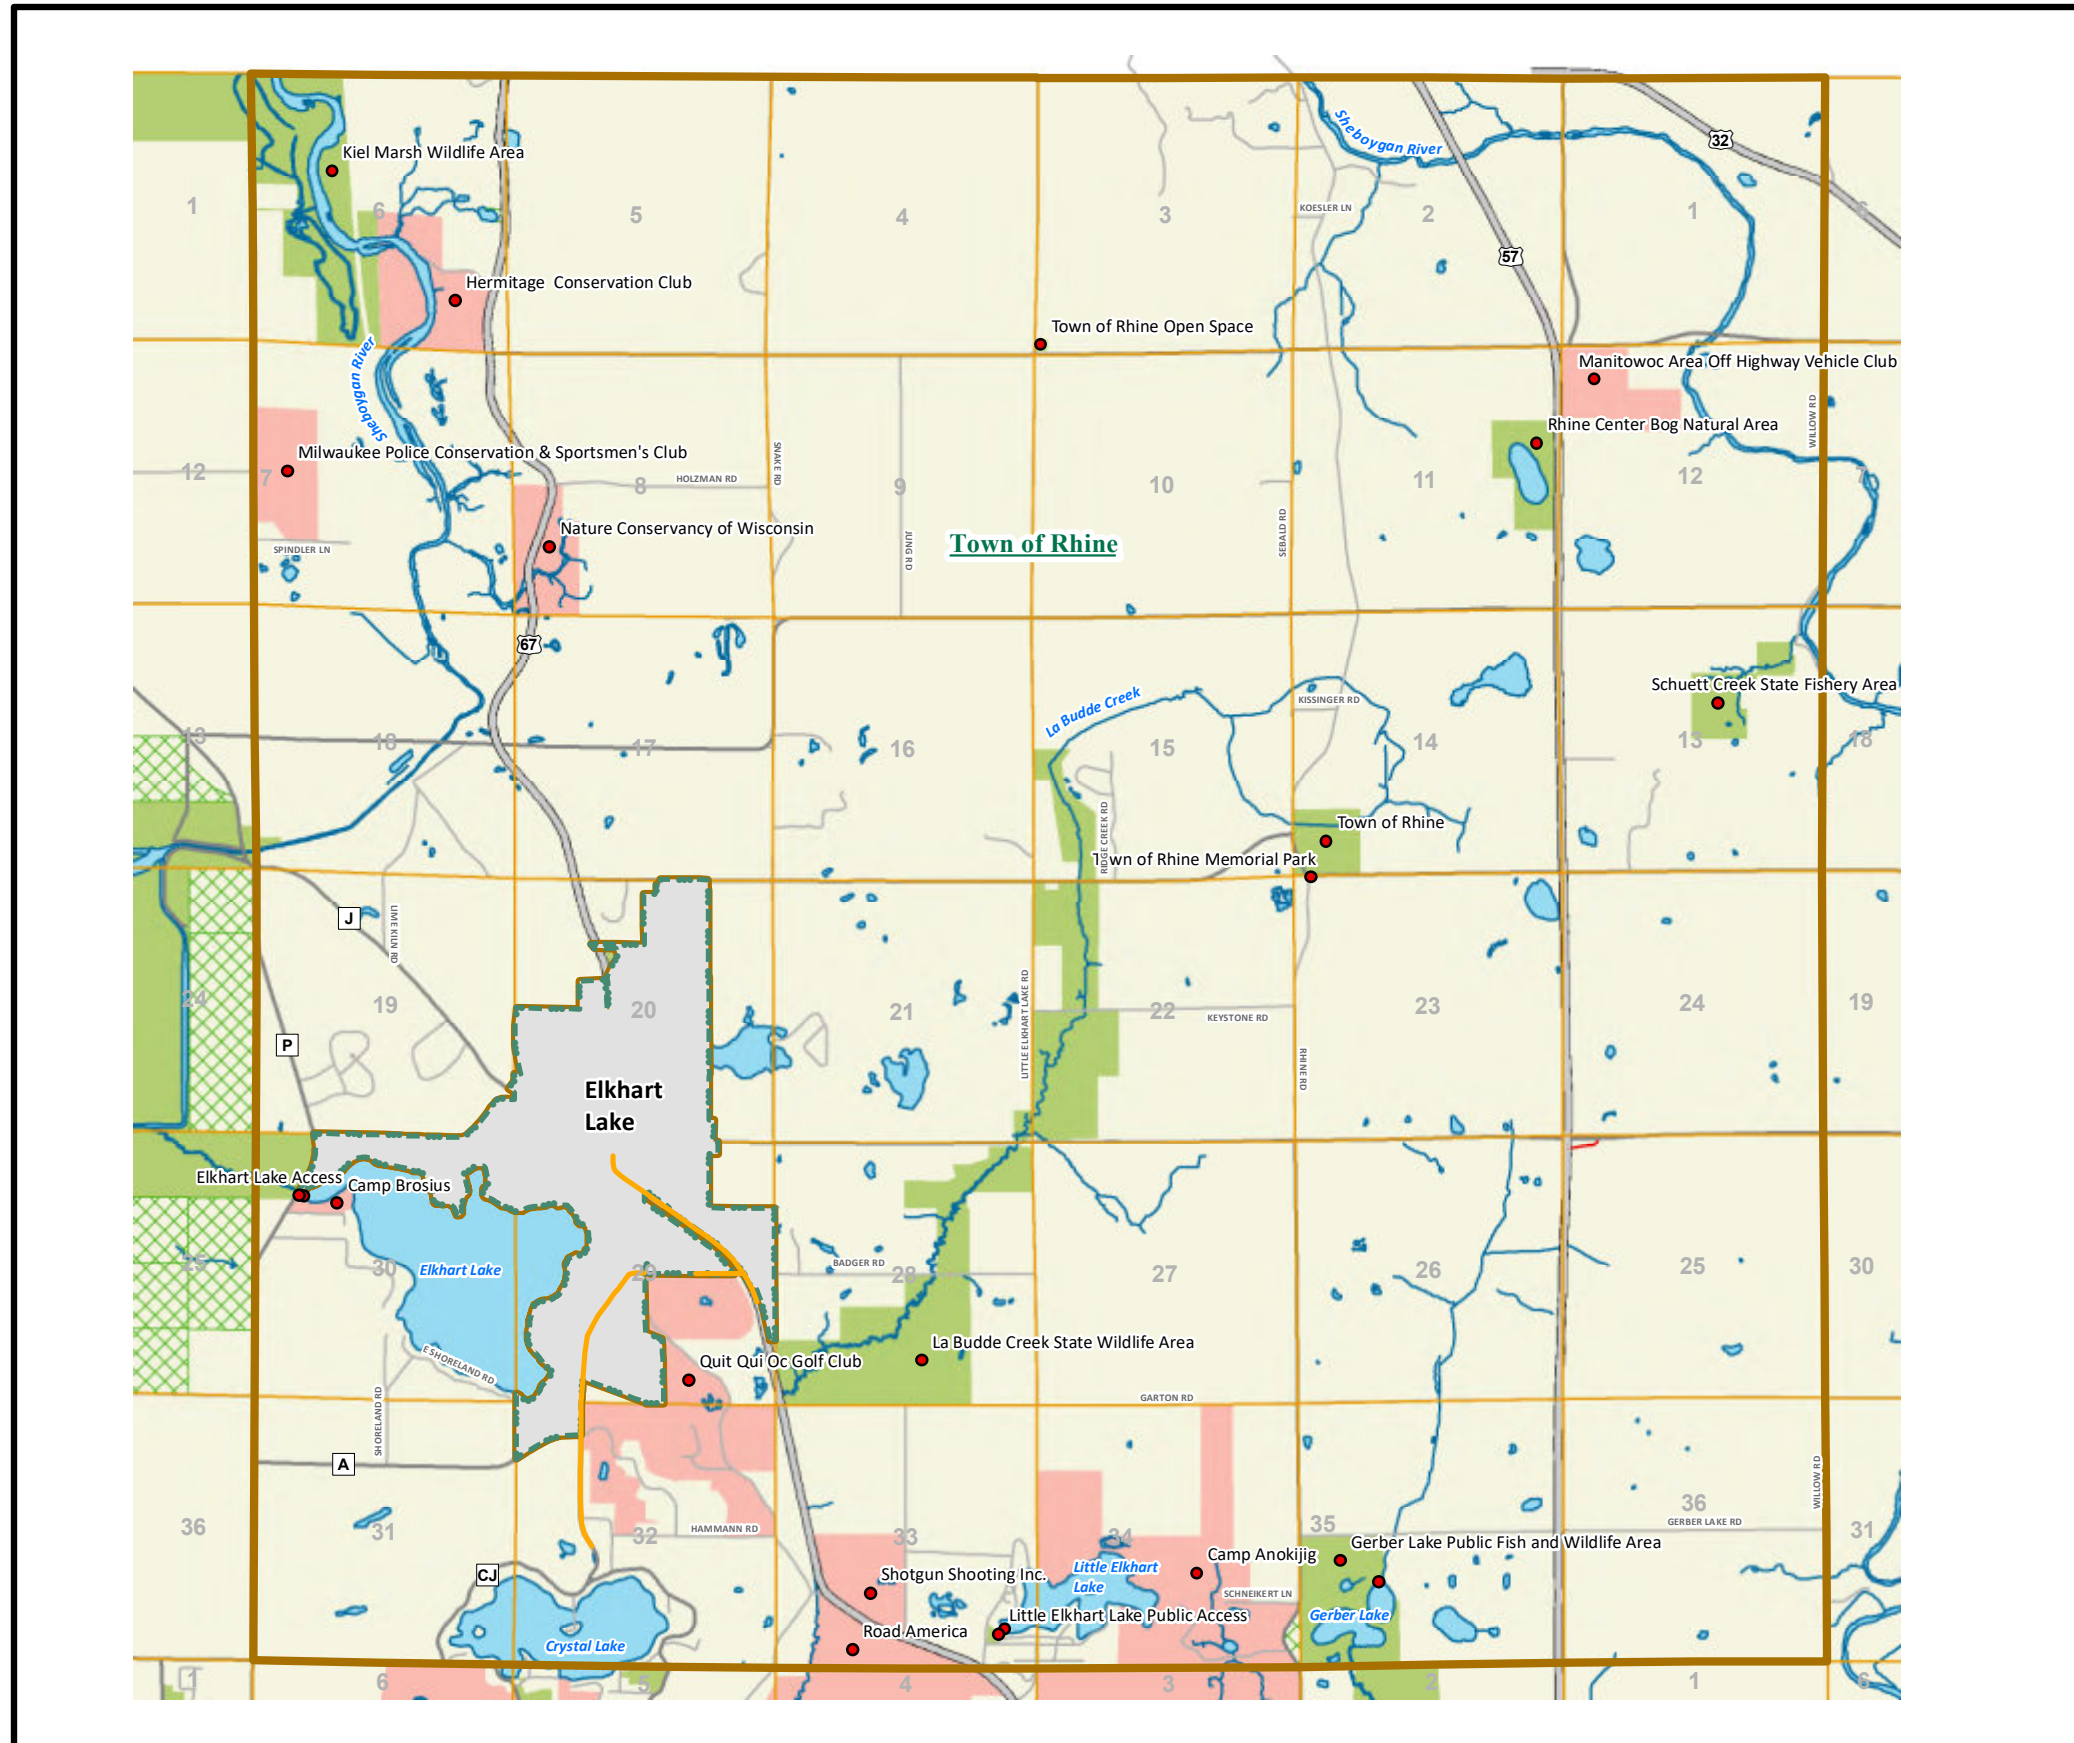 Sheboygan River
32
Kiel Marsh Wildlife Area
1
6
5
4
3
KOESLER LN
2
1
6
57
Hermitage  Conservation Club
Town of Rhine Open Space
Sheboygan River
Manitowoc Area Off Highway Vehicle Club
WILLOW RD
Rhine Center Bog Natural Area
Milwaukee Police Conservation & Sportsmen's Club
SNAKE RD
12
7
HOLZMAN RD
8
9
10
11
12
7
Nature Conservancy of Wisconsin
JUNG RD
Town of Rhine
SEBALD RD
SPINDLER LN
67
Schuett Creek State Fishery Area
La Budde Creek
KISSINGER RD
13
18
17
16
15
14
13
18
RIDGE CREEK RD
Town of Rhine
Town of Rhine Memorial Park
J
LIME KILN RD
24
19
20
21
22
23
24
19
LITTLE ELKHART LAKE RD
KEYSTONE RD
P
RHINE RD
Elkhart
Lake
Elkhart Lake Access
Camp Brosius
25
30
Elkhart Lake
29
BADGER RD
28
27
26
25
30
La Budde Creek State Wildlife Area
E SHORELAND RD
Quit Qui Oc Golf Club
SHORELAND RD
GARTON RD
A
WILLOW RD
36
31
32
HAMMANN RD
33
34
35
36
GERBER LAKE RD
31
Gerber Lake Public Fish and Wildlife Area
Camp Anokijig
Little Elkhart
Lake
CJ
Shotgun Shooting Inc.
SCHNEIKERT LN
Little Elkhart Lake Public Access
Gerber Lake
Road America
Crystal Lake
1
6
5
4
3
2
1
6